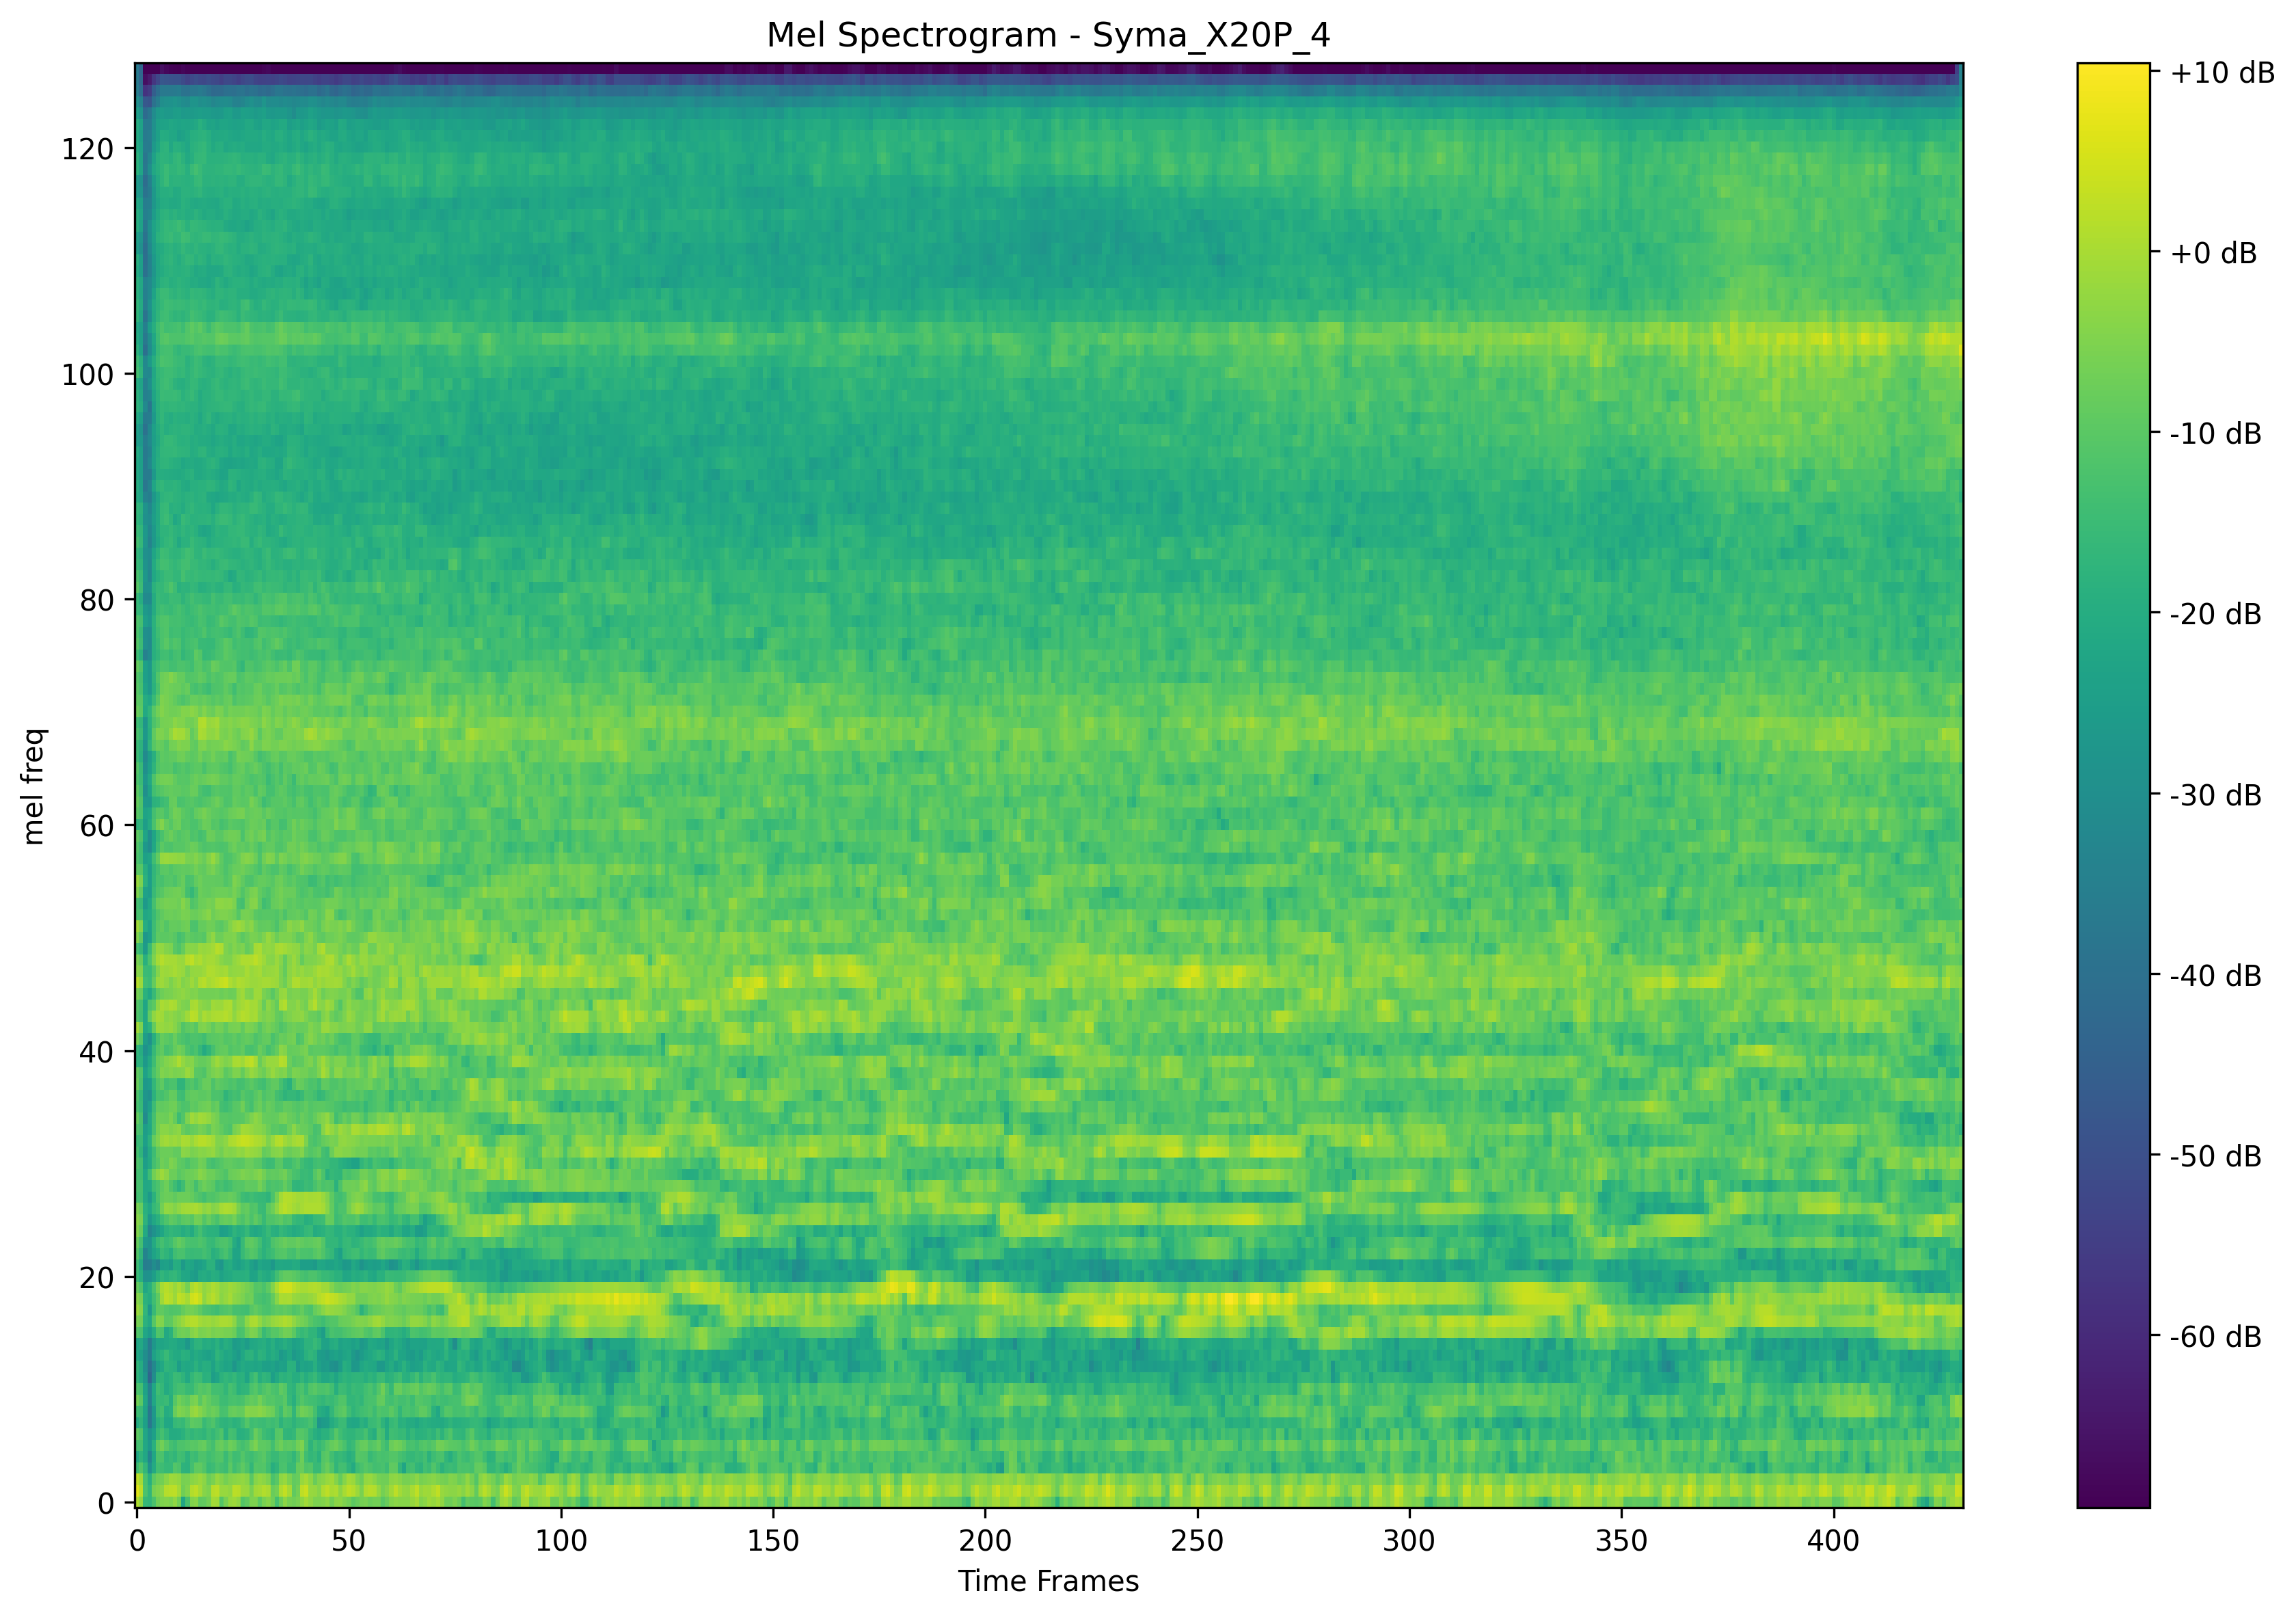 Mel Spectrogram - Syma_X20P_4
mel freq
120
100
80
60
40
20
0
0 50 100 150 200 250 300 350 400
Time Frames
+10 dB
+0 dB
-10 dB
-20 dB
-30 dB
-40 dB
-50 dB
-60 dB